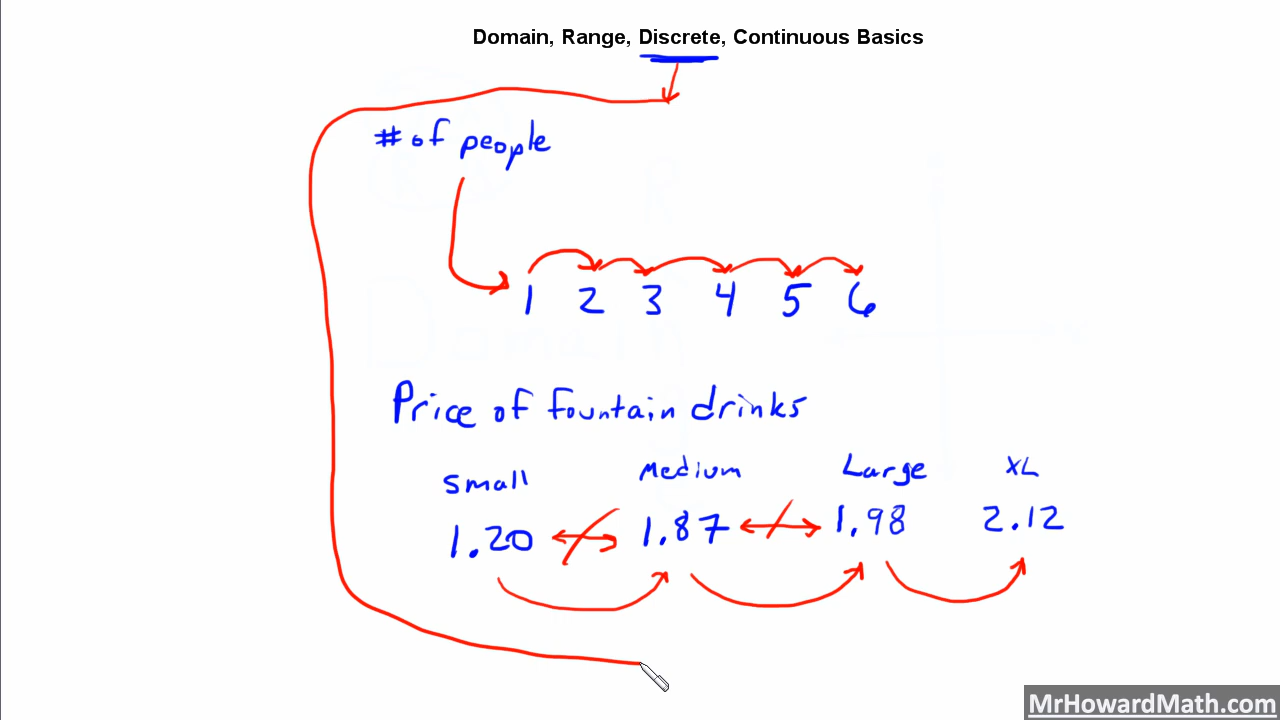 Domain, Range, Discrete, Continuous Basics
# of people
1 2 3 4 5 6
Price of fountain drinks
Small Medium Large XL
1.20 1.87 1.98 2.12
MrHowardMath.com